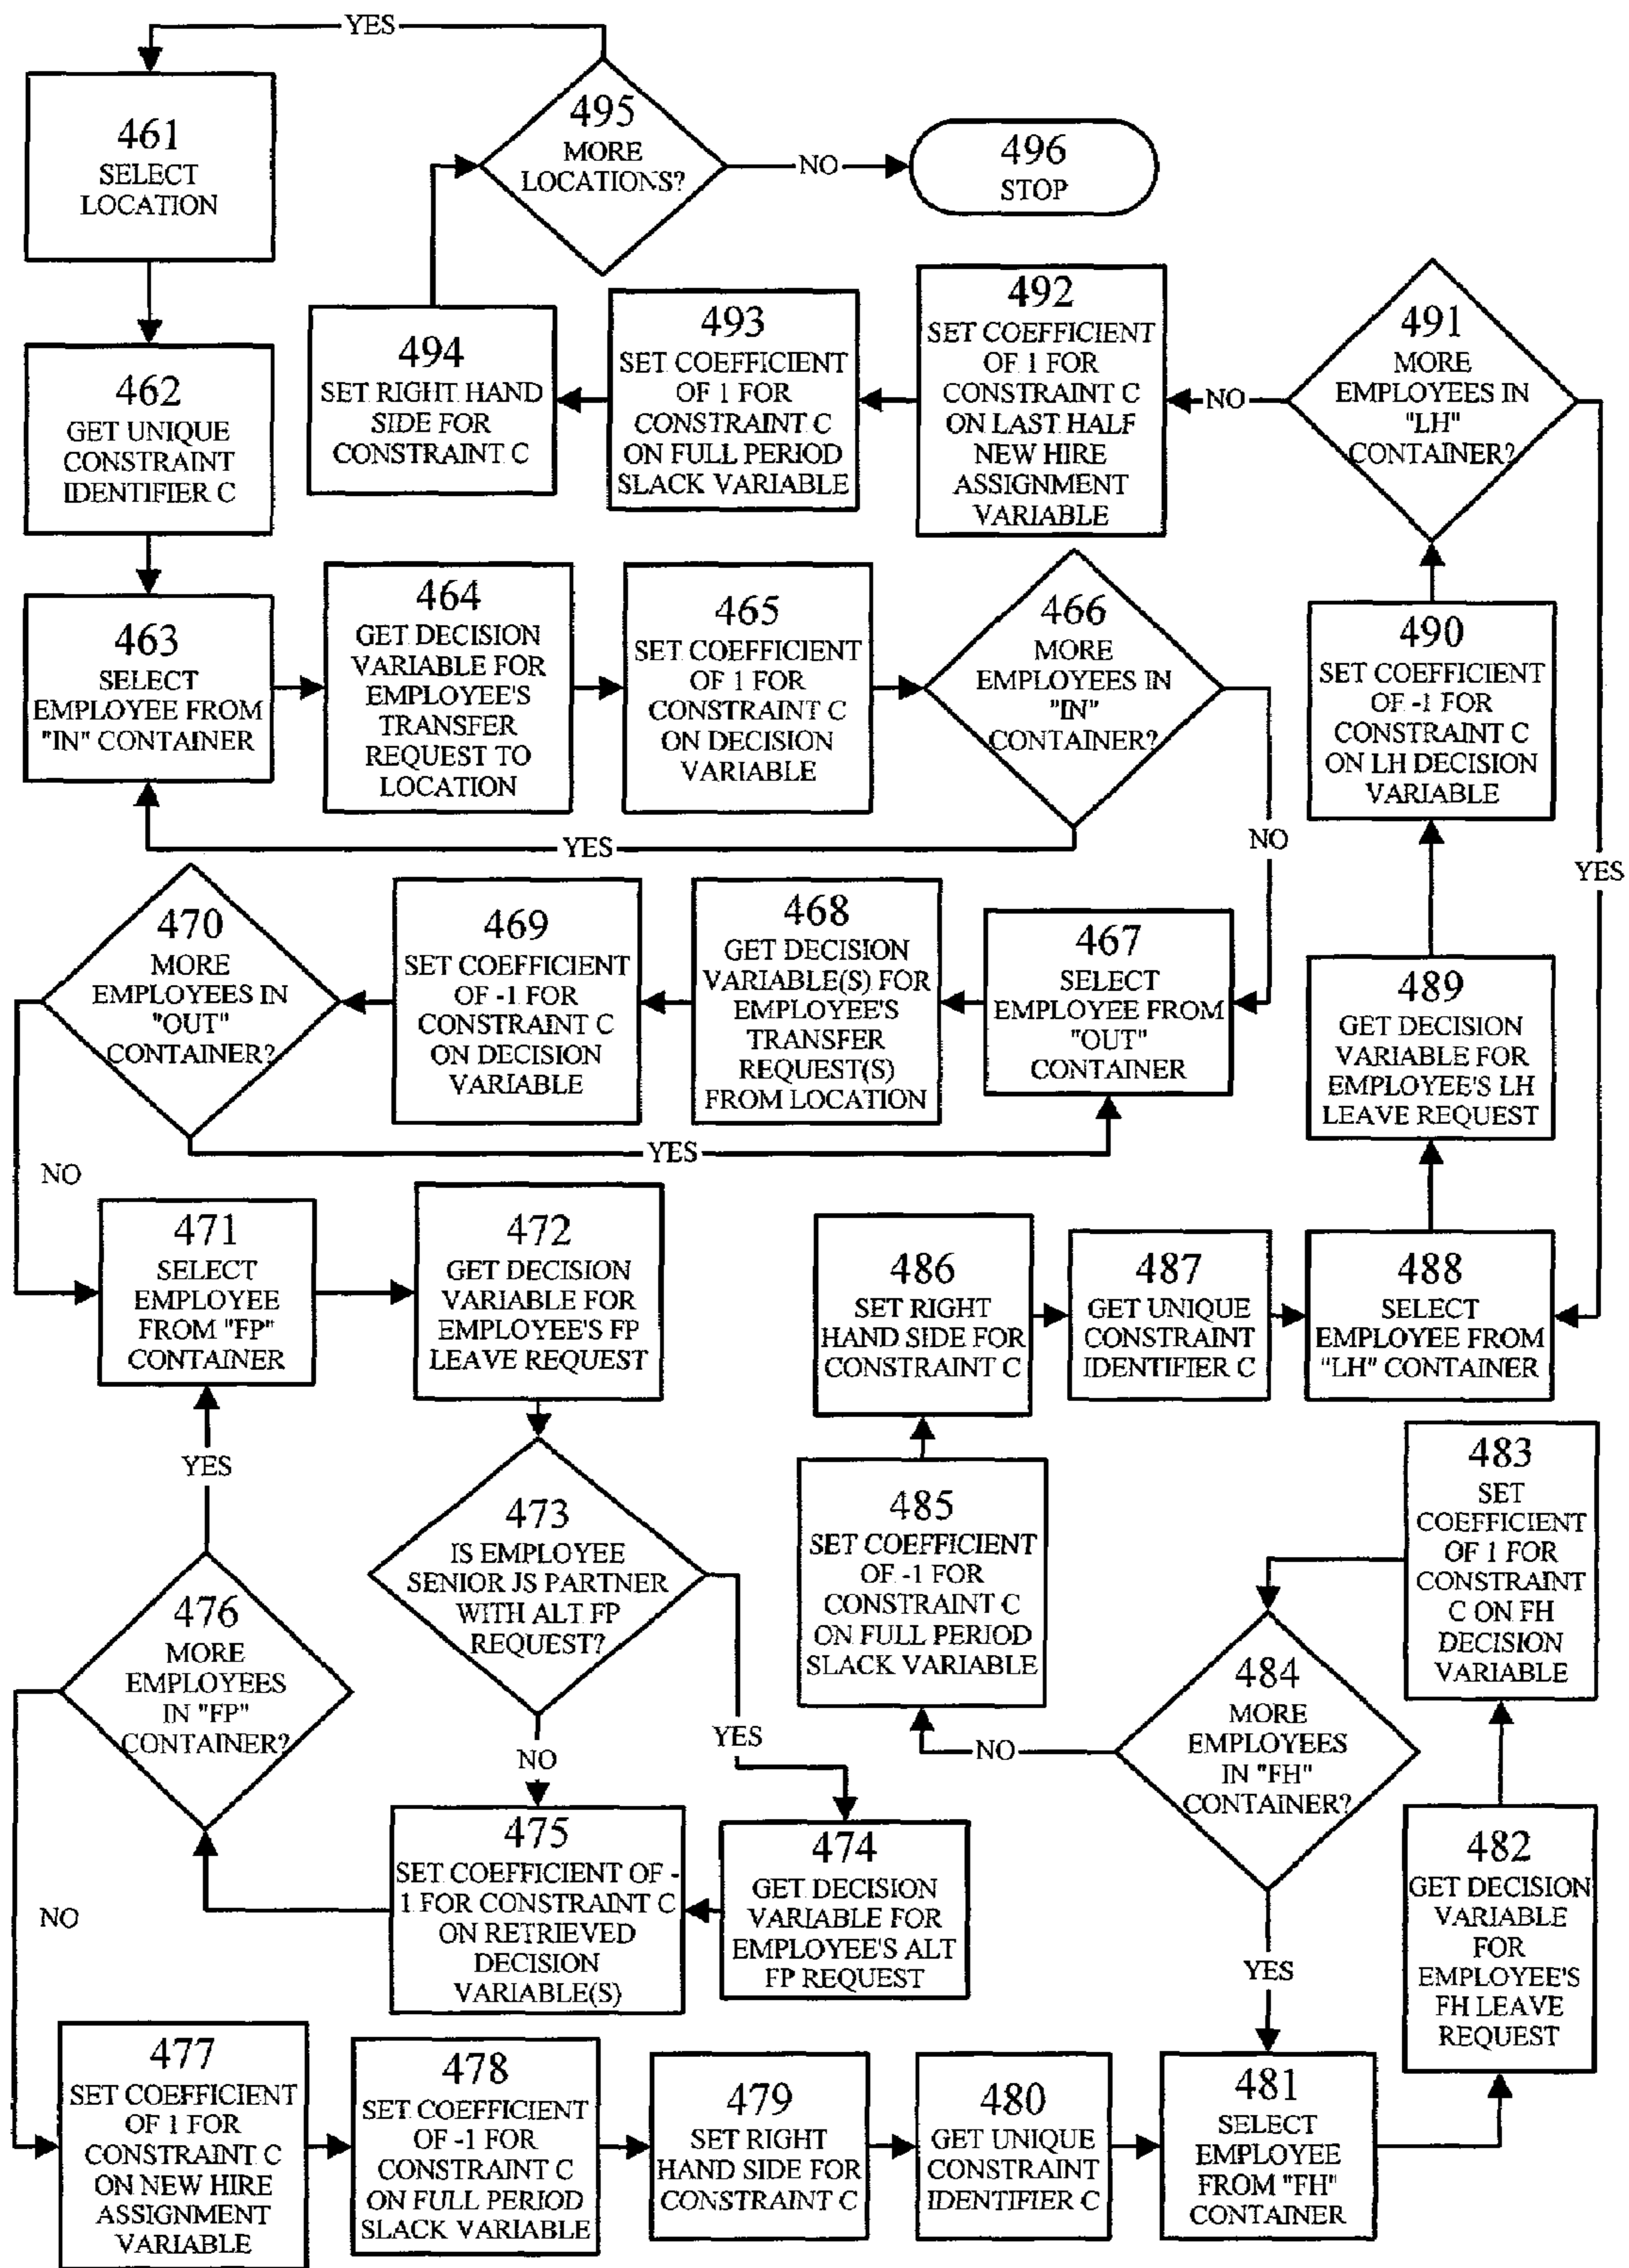 YES
461
SELECT
LOCATION
495
MORE
LOCATIONS?
NO
496
STOP
462
GET UNIQUE
CONSTRAINT
IDENTIFIER C
494
SET RIGHT HAND
SIDE FOR
CONSTRAINT C
493
SET COEFFICIENT
OF 1 FOR
CONSTRAINT C
ON FULL PERIOD
SLACK VARIABLE
492
SET COEFFICIENT
OF 1 FOR
CONSTRAINT C
ON LAST HALF
NEW HIRE
ASSIGNMENT
VARIABLE
NO
491
MORE
EMPLOYEES IN
"LH"
CONTAINER?
463
SELECT
EMPLOYEE FROM
"IN" CONTAINER
464
GET DECISION
VARIABLE FOR
EMPLOYEE'S
TRANSFER
REQUEST TO
LOCATION
465
SET COEFFICIENT
OF 1 FOR
CONSTRAINT C
ON DECISION
VARIABLE
466
MORE
EMPLOYEES IN
"IN"
CONTAINER?
490
SET COEFFICIENT
OF -1 FOR
CONSTRAINT C
ON LH DECISION
VARIABLE
YES
NO
YES
470
MORE
EMPLOYEES IN
"OUT"
CONTAINER?
469
SET COEFFICIENT
OF -1 FOR
CONSTRAINT C
ON DECISION
VARIABLE
468
GET DECISION
VARIABLE(S) FOR
EMPLOYEE'S
TRANSFER
REQUEST(S)
FROM LOCATION
467
SELECT
EMPLOYEE FROM
"OUT"
CONTAINER
489
GET DECISION
VARIABLE FOR
EMPLOYEE'S LH
LEAVE REQUEST
YES
NO
471
SELECT
EMPLOYEE
FROM "FP"
CONTAINER
472
GET DECISION
VARIABLE FOR
EMPLOYEE'S FP
LEAVE REQUEST
486
SET RIGHT
HAND SIDE FOR
CONSTRAINT C
487
GET UNIQUE
CONSTRAINT
IDENTIFIER C
488
SELECT
EMPLOYEE FROM
"LH" CONTAINER
YES
473
IS EMPLOYEE
SENIOR JS PARTNER
WITH ALT FP
REQUEST?
485
SET COEFFICIENT
OF -1 FOR
CONSTRAINT C
ON FULL PERIOD
SLACK VARIABLE
483
SET
COEFFICIENT
OF 1 FOR
CONSTRAINT
C ON FH
DECISION
VARIABLE
476
MORE
EMPLOYEES
IN "FP"
CONTAINER?
484
MORE
EMPLOYEES
IN "FH"
CONTAINER?
NO
YES
NO
475
SET COEFFICIENT OF -
1 FOR CONSTRAINT C
ON RETRIEVED
DECISION
VARIABLE(S)
474
GET DECISION
VARIABLE FOR
EMPLOYEE'S ALT
FP REQUEST
482
GET DECISION
VARIABLE
FOR
EMPLOYEE'S
FH LEAVE
REQUEST
NO
YES
477
SET COEFFICIENT
OF 1 FOR
CONSTRAINT C
ON NEW HIRE
ASSIGNMENT
VARIABLE
478
SET COEFFICIENT
OF -1 FOR
CONSTRAINT C
ON FULL PERIOD
SLACK VARIABLE
479
SET RIGHT
HAND SIDE FOR
CONSTRAINT C
480
GET UNIQUE
CONSTRAINT
IDENTIFIER C
481
SELECT
EMPLOYEE
FROM "FH"
CONTAINER